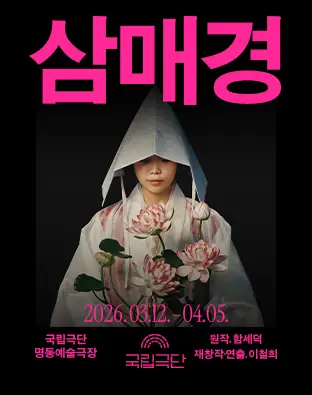 삼매경
2026.03.12.–04.05.
국립극단
명동예술극장
국립극단
원작.함세덕
재창작·연출.이철희